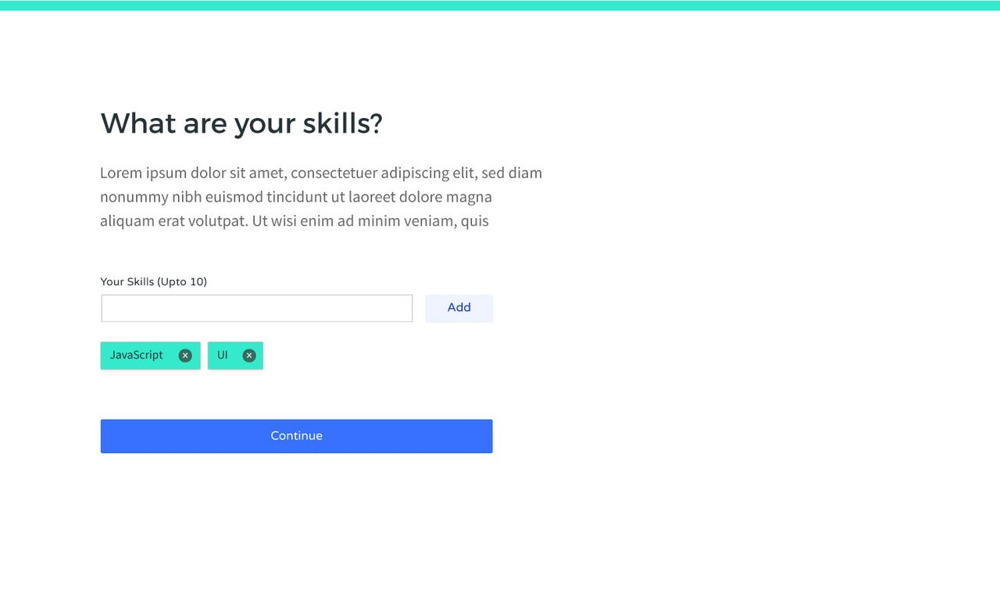 What are your skills?
Lorem ipsum dolor sit amet, consectetuer adipiscing elit, sed diam
nonummy nibh euismod tincidunt ut laoreet dolore magna
aliquam erat volutpat. Ut wisi enim ad minim veniam, quis
Your Skills (Upto 10)
Add
JavaScript UI
Continue